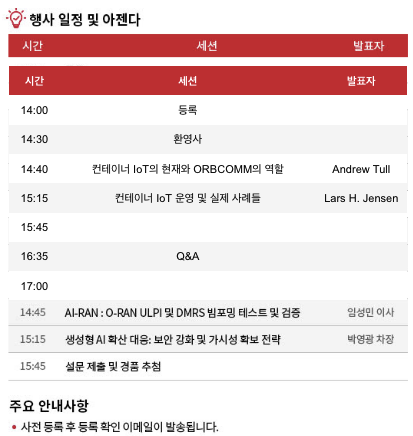 행사 일정 및 아젠다
시간 세션 발표자
시간 세션 발표자
14:00 등록
14:30 환영사
14:40 컨테이너 IoT의 현재와 ORBCOMM의 역할 Andrew Tull
15:15 컨테이너 IoT 운영 및 실제 사례들 Lars H. Jensen
15:45
16:35 Q&A
17:00
14:45 AI-RAN : O-RAN ULPI 및 DMRS 빔포밍 테스트 및 검증 임성민 이사
15:15 생성형 AI 확산 대응: 보안 강화 및 가시성 확보 전략 박영광 차장
15:45 설문 제출 및 경품 추첨
주요 안내사항
• 사전 등록 후 등록 확인 이메일이 발송됩니다.